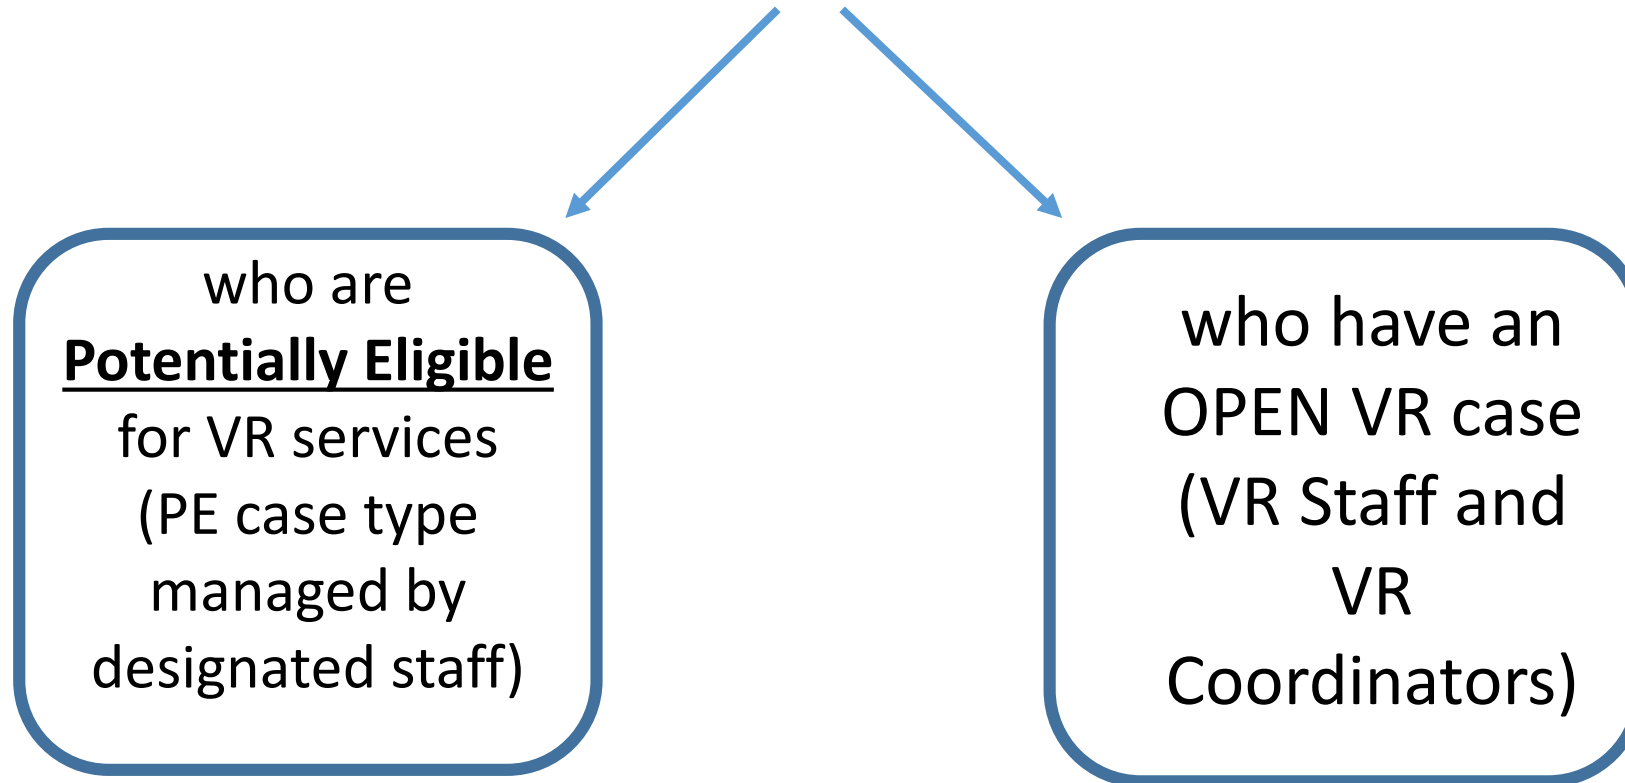 who are
Potentially Eligible
for VR services
(PE case type
managed by
designated staff)
who have an
OPEN VR case
(VR Staff and
VR
Coordinators)